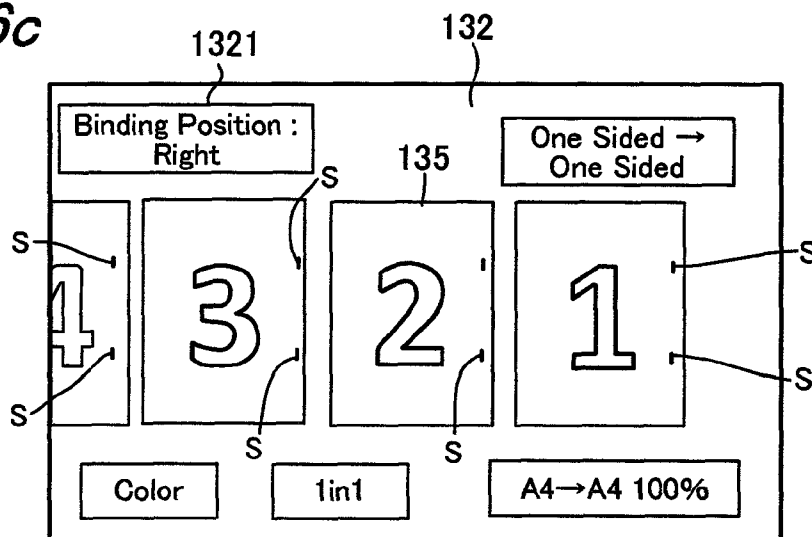 6c
1321
132
Binding Position :
Right
One Sided →
One Sided
135
S
S
S
4
3
2
1
S
S
S
S
Color
1in1
A4→A4 100%